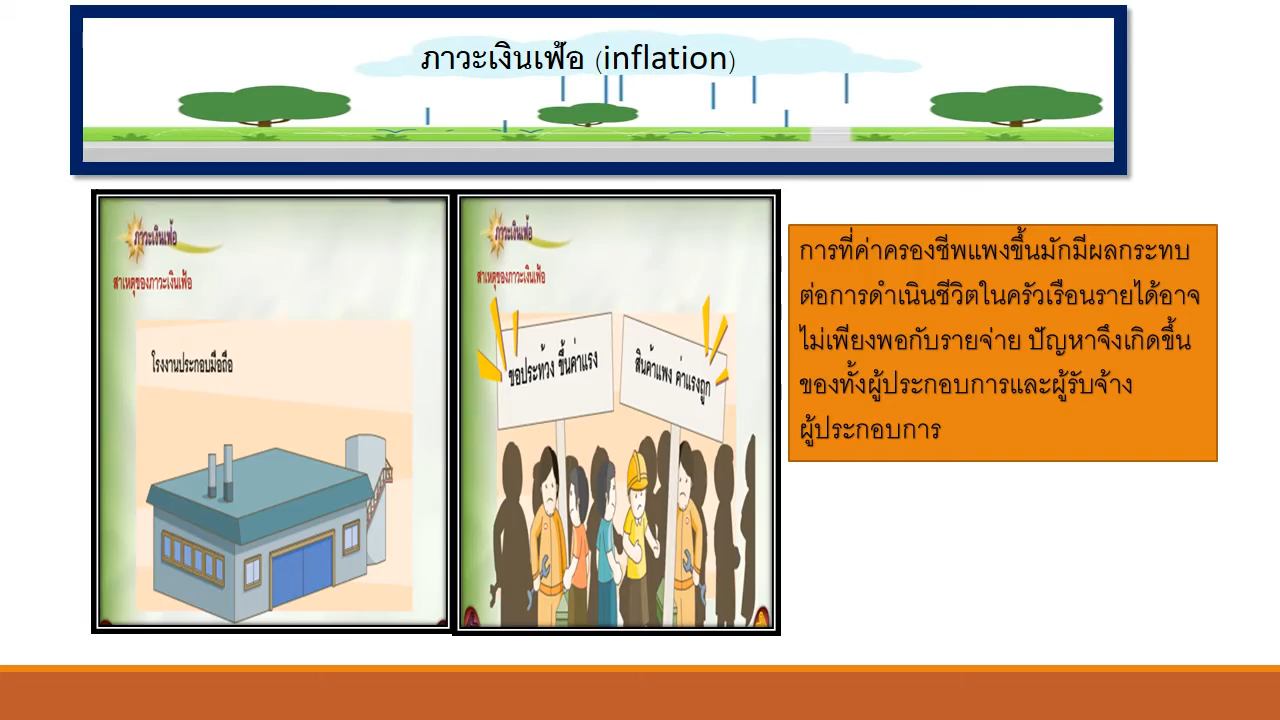 ภาวะเงินเฟ้อ (inflation)
ภาวะเงินเฟ้อ
สาเหตุของภาวะเงินเฟ้อ
โรงงานประกอบมือถือ
ภาวะเงินเฟ้อ
สาเหตุของภาวะเงินเฟ้อ
ขอประท้วง ขึ้นค่าแรง
สินค้าแพง ค่าแรงถูก
การที่ค่าครองชีพแพงขึ้นมักมีผลกระทบ
ต่อการดำเนินชีวิตในครัวเรือนรายได้อาจ
ไม่เพียงพอกับรายจ่าย ปัญหาจึงเกิดขึ้น
ของทั้งผู้ประกอบการและผู้รับจ้าง
ผู้ประกอบการ